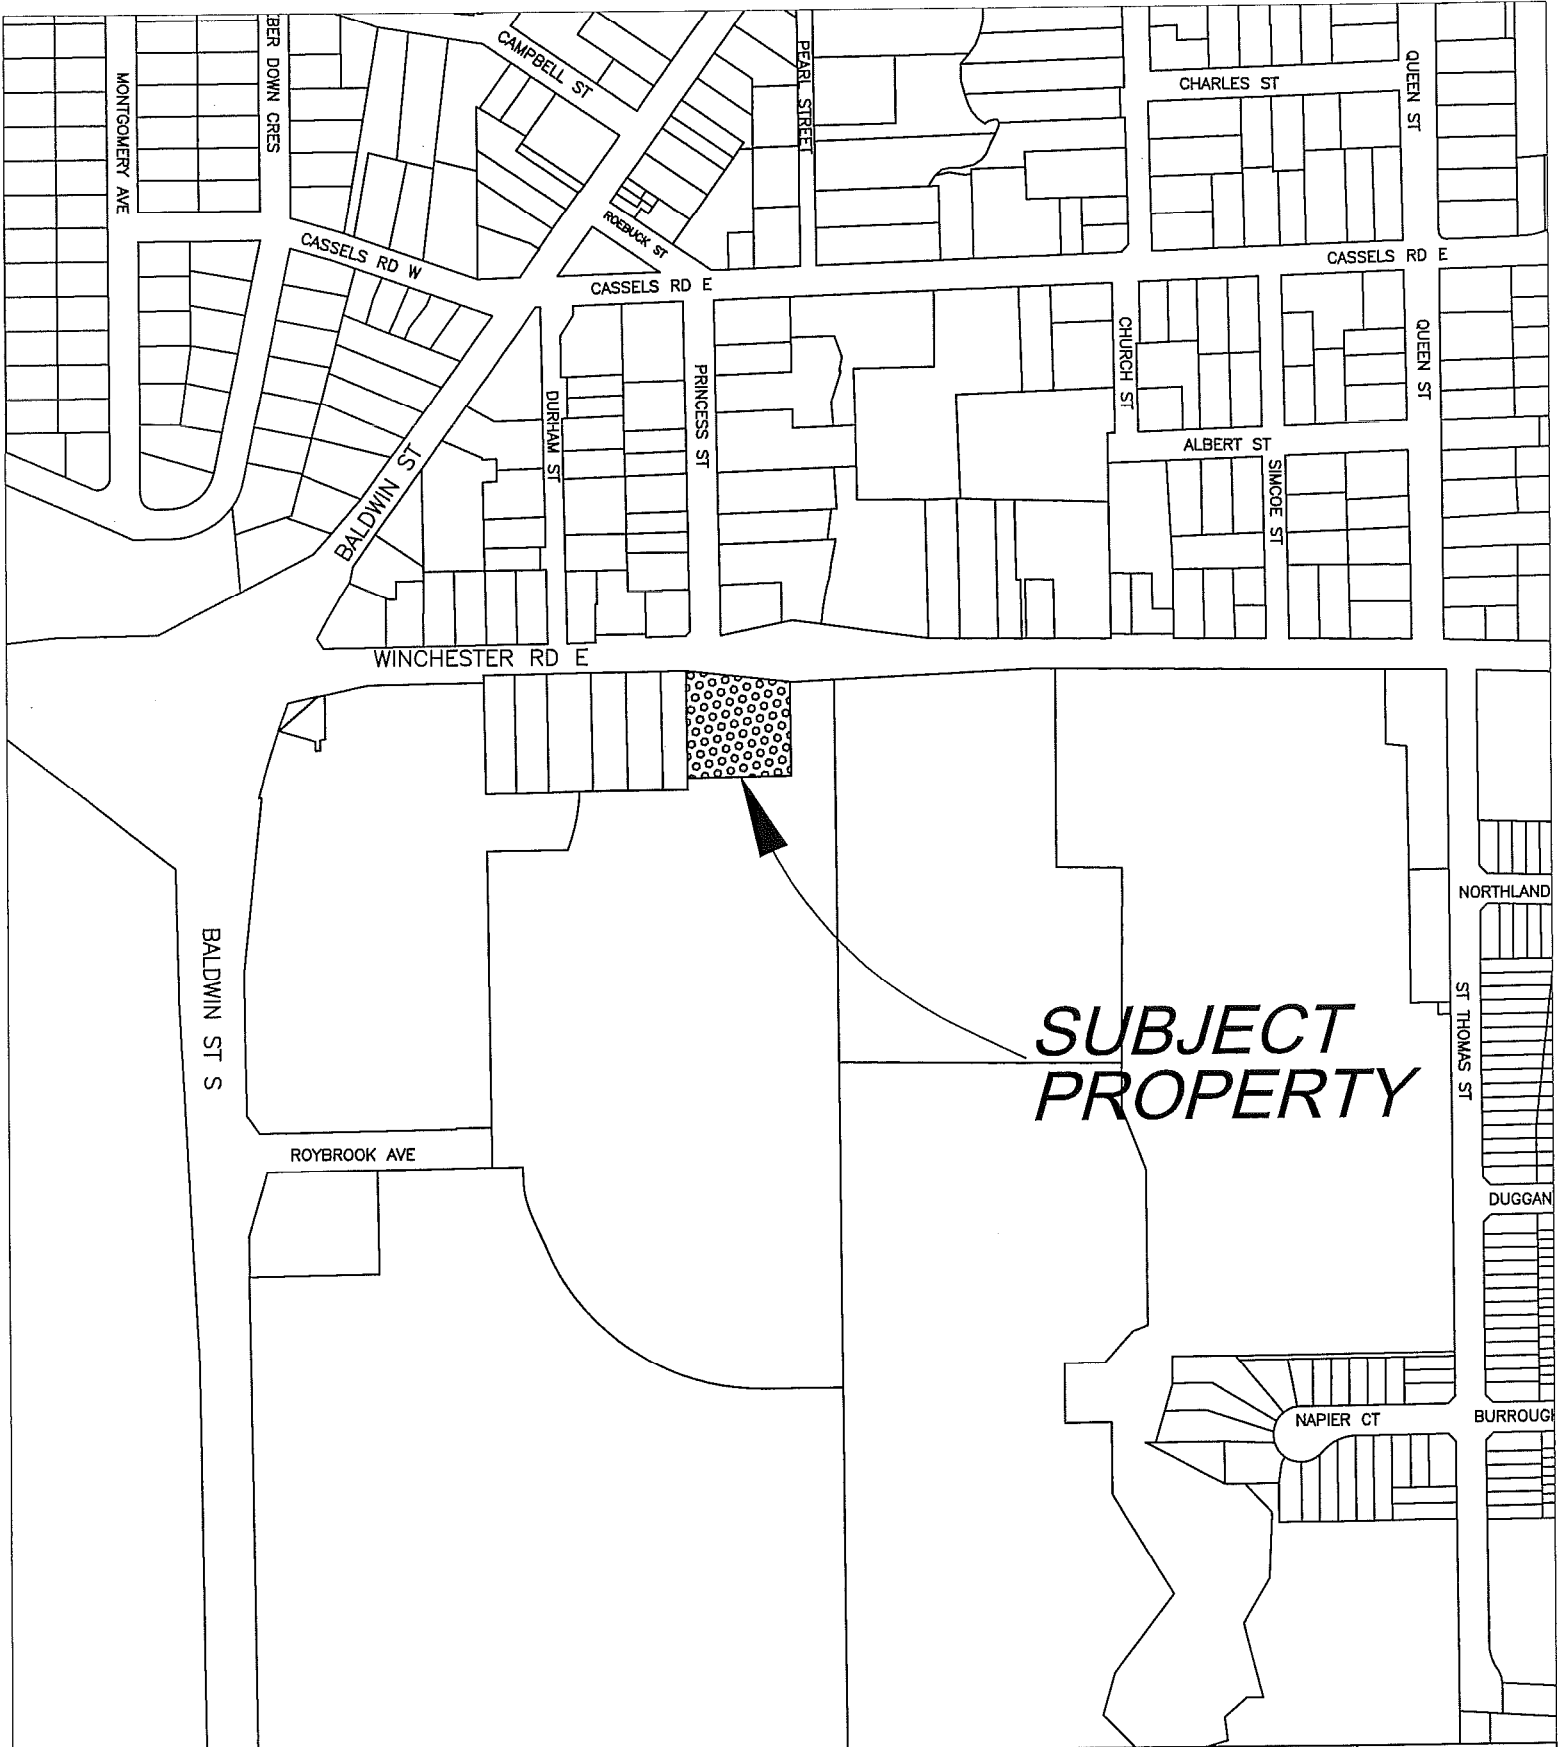 CAMPBELL ST
MONTGOMERY AVE
BER DOWN CRES
PEARL STREET
CHARLES ST
QUEEN ST
ROEBUCK ST
CASSELS RD W
CASSELS RD E
CASSELS RD E
CHURCH ST
QUEEN ST
PRINCESS ST
DURHAM ST
ALBERT ST
SIMCOE ST
BALDWIN ST
WINCHESTER RD E
NORTHLAND
BALDWIN ST S
ST THOMAS ST
SUBJECT
PROPERTY
ROYBROOK AVE
DUGGAN
NAPIER CT
BURROUGH